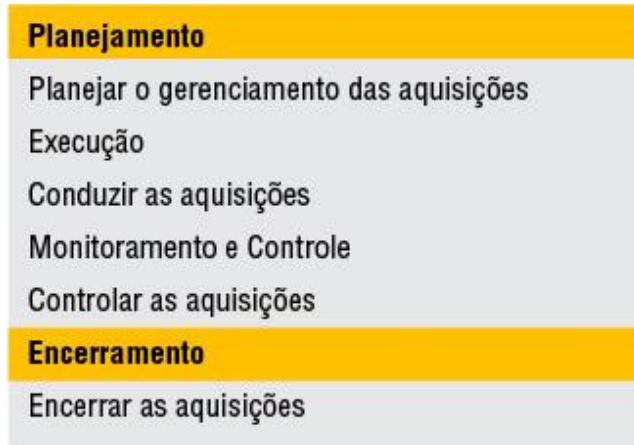 Planejamento
Planejar o gerenciamento das aquisições
Execução
Conduzir as aquisições
Monitoramento e Controle
Controlar as aquisições
Encerramento
Encerrar as aquisições